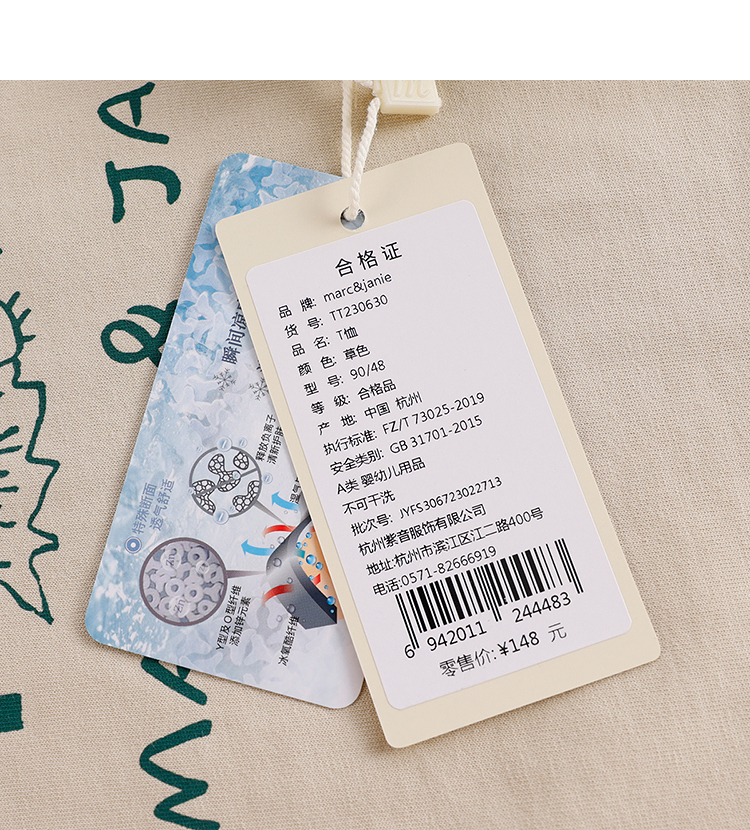 & JA
MA
合格证
品 牌: marc&janie
货 号: TT230630
品 名: T恤
颜 色: 草色
型 号: 90/48
等 级: 合格品
产 地: 中国 杭州
执行标准: FZ/T 73025-2019
安全类别: GB 31701-2015
A类 婴幼儿用品
不可干洗
批次号: JYFS306723022713
杭州紫音服饰有限公司
地址:杭州市滨江区江二路400号
电话:0571-82666919
6 942011 244483
零售价:¥148 元
瞬间凉
释放负离子
清新护肤
特殊断面
透气舒适
Y型及O型纤维
添加锌元素
冰氧酷纤维